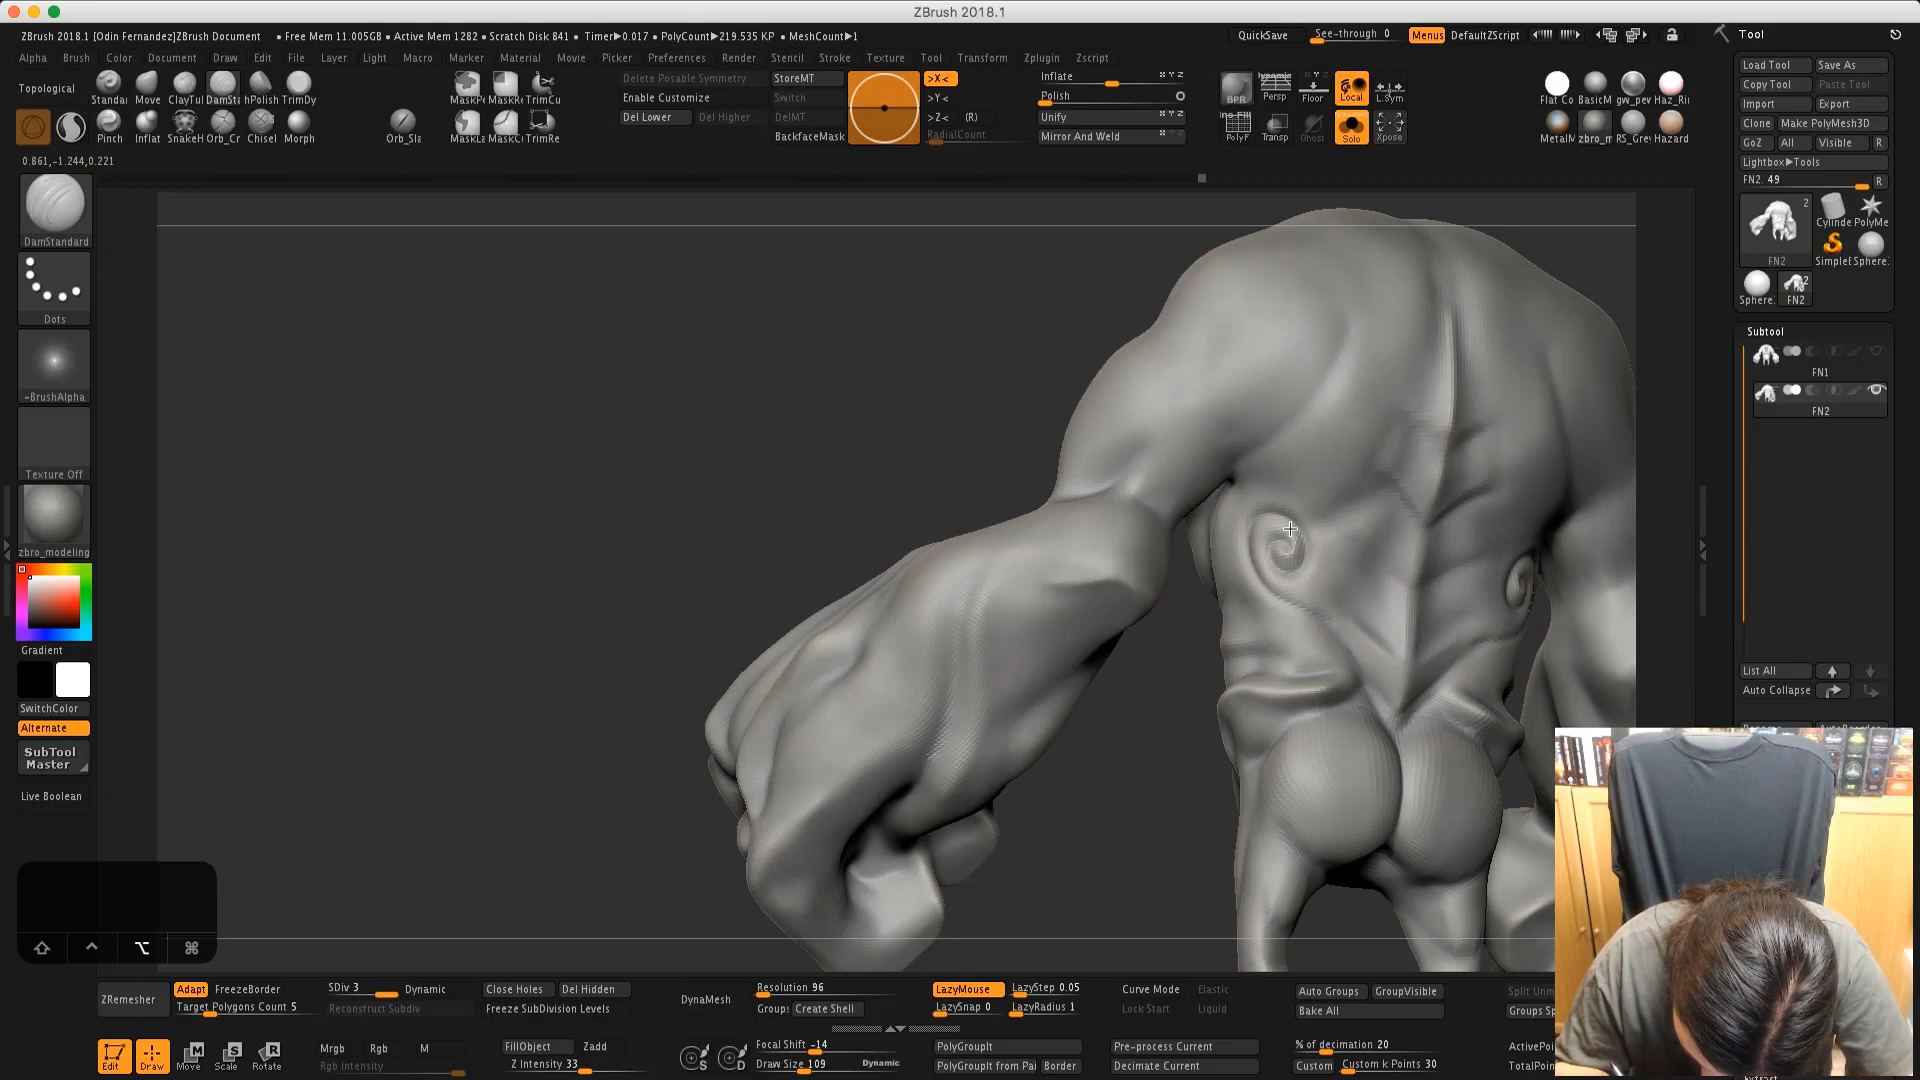 ZBrush 2018.1
ZBrush 2018.1 [Odin Fernandez]ZBrush Document ● Free Mem 11.005GB ● Active Mem 1282 ● Scratch Disk 841 ● Timer▶0.017 ● PolyCount▶219.535 KP ● MeshCount▶1
QuickSave See-through 0 Menus DefaultZScript Tool
Alpha Brush Color Document Draw Edit File Layer Light Macro Marker Material Movie Picker Preferences Render Stencil Stroke Texture Tool Transform Zplugin Zscript
Load Tool Save As
Topological Delete Posable Symmetry StoreMT >X< Inflate
Copy Tool Paste Tool
Standa Move ClayTu DamSt hPolish TrimDy TrimCu Enable Customize Switch >Y< Polish BPR Persp Floor Local L.Sym Flat Co BasicM gw_pev Haz_Ri
Import Export
Del Lower Del Higher DelMT >Z< (R) Unify
Clone Make PolyMesh3D
Pinch Inflat SnakeH Orb_Cr Chisel Morph Orb_Sla TrimRe BackfaceMask RadialCount Mirror And Weld PolyF Transp Ghost Solo Xpose MetalM zbro_m RS_Gre Hazard
GoZ All Visible R
0.861,-1.244,0.221
Lightbox▶Tools
FN2. 49 R
DamStandard
2
Cylinde PolyMe
FN2 SimpleB Sphere.
Sphere. FN2
2
Dots
Subtool
FN1
~BrushAlpha
FN2
Texture Off
zbro_modeling
Gradient
List All
Auto Collapse
SwitchColor
Alternate
SubTool
Master
Live Boolean
ZRemesher Adapt FreezeBorder SDiv 3 Dynamic Close Holes Del Hidden DynaMesh Resolution 96 LazyMouse LazyStep 0.05 Curve Mode Elastic Auto Groups GroupVisible
Target Polygons Count 5 Reconstruct Subdiv Freeze SubDivision Levels Groups Create Shell LazySnap 0 LazyRadius 1 Lock Start Liquid Bake All
Edit Draw Move Scale Rotate Mrgb Rgb M FillObject Zadd Focal Shift -14 PolyGroupIt Pre-process Current % of decimation 20
Rgb Intensity Z Intensity 33 Draw Size 109 Dynamic PolyGroupIt from Pai Border Decimate Current Custom Custom k Points 30